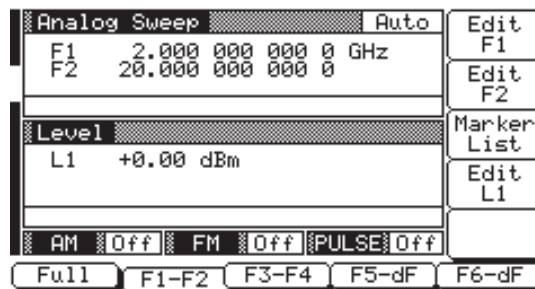 Analog Sweep Auto
F1 2.000 000 000 0 GHz
F2 20.000 000 000 0
Level
L1 +0.00 dBm
AM Off FM Off PULSE Off
Edit
F1
Edit
F2
Marker
List
Edit
L1
Full F1-F2 F3-F4 F5-dF F6-dF